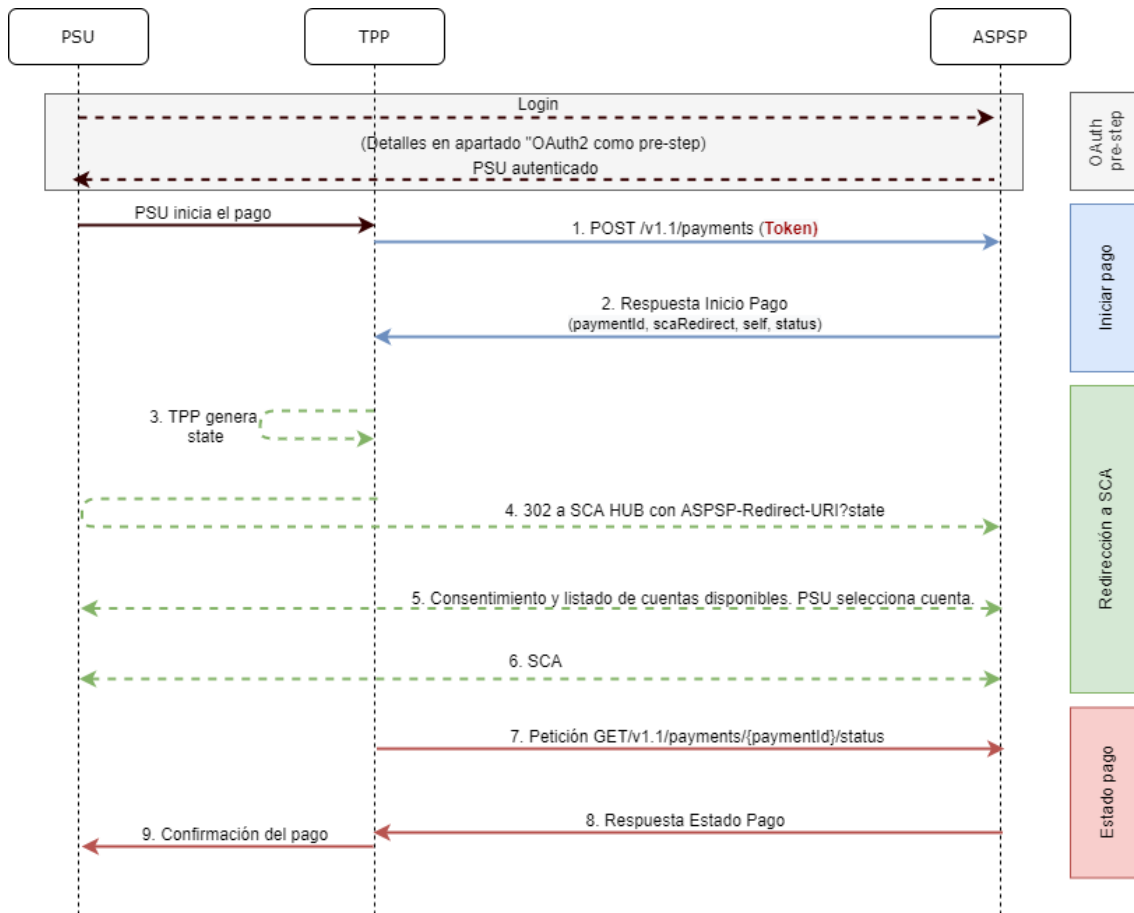 PSU
TPP
ASPSP
Login
(Detalles en apartado "OAuth2 como pre-step)
PSU autenticado
OAuth
pre-step
PSU inicia el pago
1. POST /v1.1/payments (Token)
2. Respuesta Inicio Pago
(paymentId, scaRedirect, self, status)
Iniciar pago
3. TPP genera
state
4. 302 a SCA HUB con ASPSP-Redirect-URI?state
5. Consentimiento y listado de cuentas disponibles. PSU selecciona cuenta.
6. SCA
Redirección a SCA
7. Petición GET/v1.1/payments/{paymentId}/status
8. Respuesta Estado Pago
9. Confirmación del pago
Estado pago